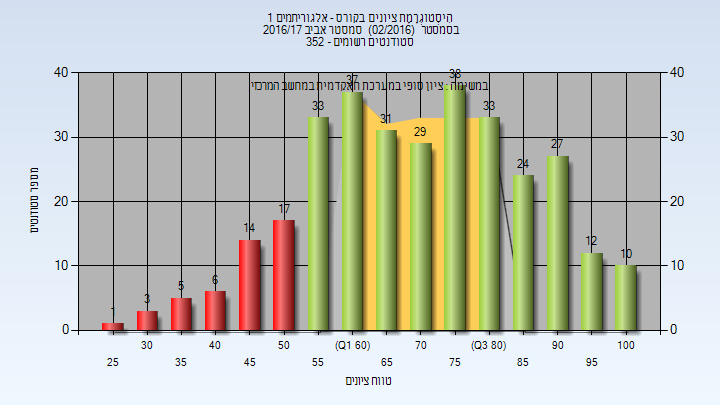 הִיסְטוֹגְרָמָת ציונים בקורס - אלגוריתמים 1
בסמסטר (02/2016) סמסטר אביב 2016/17
סטודנטים רשומים - 352
במשימה: ציון סופי במערכת האקדמית במחשב המרכזי
40 40
30 30
20 20
10 10
0 0
מספר סטודנטים
1 3 5 6 14 17 33 37 31 29 38 33 24 27 12 10
30 40 50 (Q1 60) 70 (Q3 80) 90 100
25 35 45 55 65 75 85 95
טווח ציונים